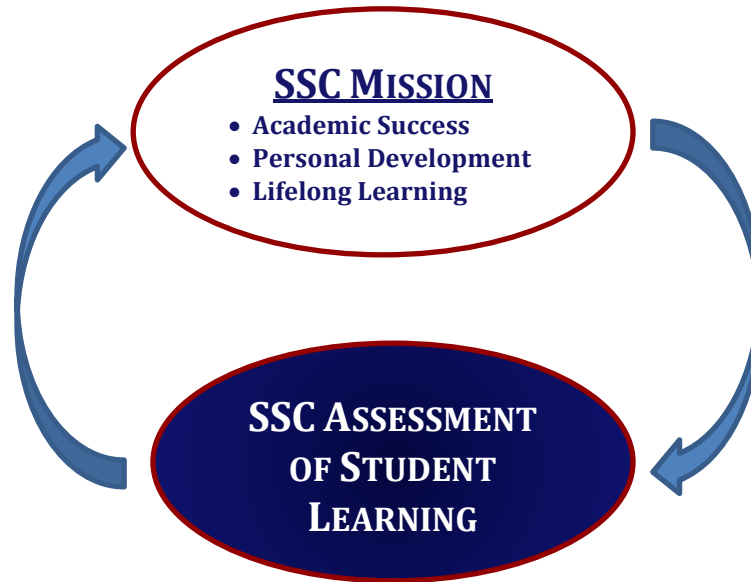 SSC MISSION
• Academic Success
• Personal Development
• Lifelong Learning
SSC ASSESSMENT
OF STUDENT
LEARNING